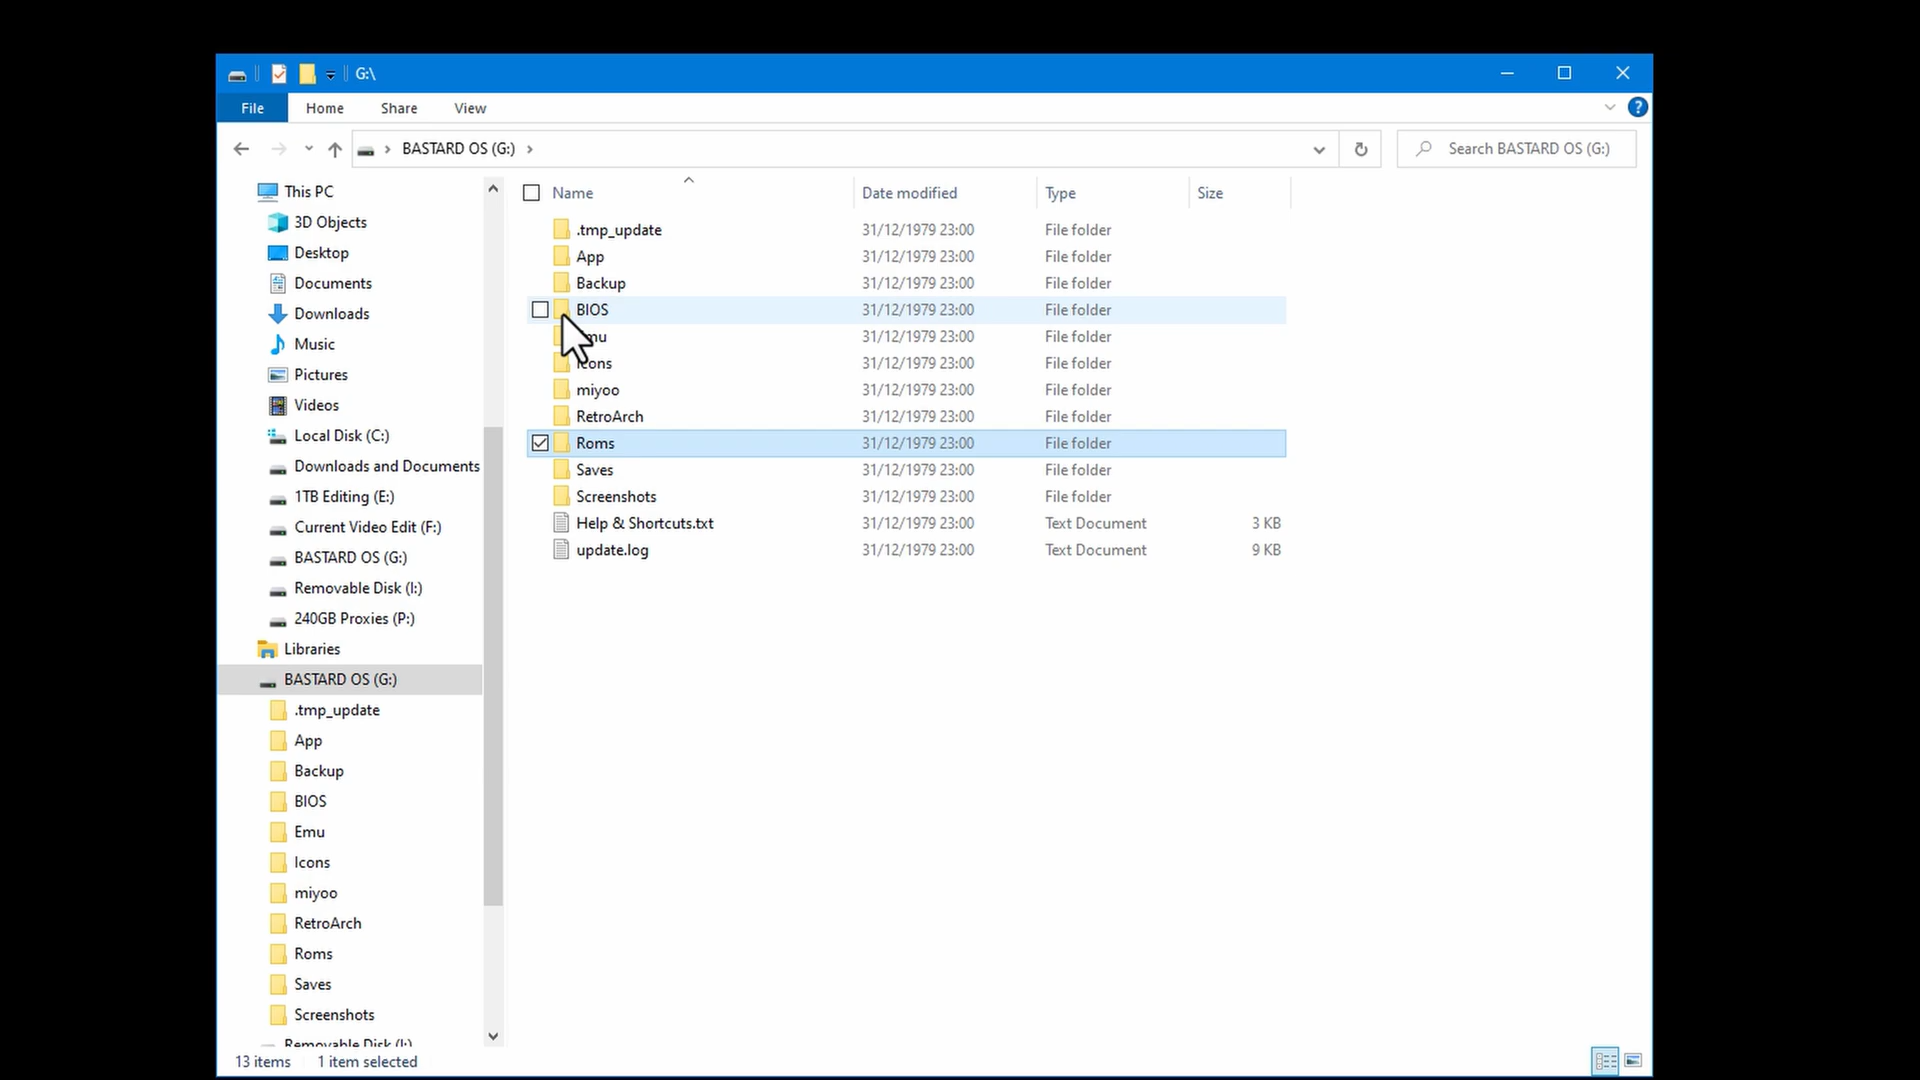 G:\
File Home Share View
BASTARD OS (G:)
Search BASTARD OS (G:)
This PC
3D Objects
Desktop
Documents
Downloads
Music
Pictures
Videos
Local Disk (C:)
Downloads and Documents
1TB Editing (E:)
Current Video Edit (F:)
BASTARD OS (G:)
Removable Disk (I:)
240GB Proxies (P:)
Libraries
BASTARD OS (G:)
.tmp_update
App
Backup
BIOS
Emu
Icons
miyoo
RetroArch
Roms
Saves
Screenshots
Removable Disk (I:)
Name Date modified Type Size
.tmp_update 31/12/1979 23:00 File folder
App 31/12/1979 23:00 File folder
Backup 31/12/1979 23:00 File folder
BIOS 31/12/1979 23:00 File folder
mu 31/12/1979 23:00 File folder
Icons 31/12/1979 23:00 File folder
miyoo 31/12/1979 23:00 File folder
RetroArch 31/12/1979 23:00 File folder
Roms 31/12/1979 23:00 File folder
Saves 31/12/1979 23:00 File folder
Screenshots 31/12/1979 23:00 File folder
Help & Shortcuts.txt 31/12/1979 23:00 Text Document 3 KB
update.log 31/12/1979 23:00 Text Document 9 KB
13 items 1 item selected